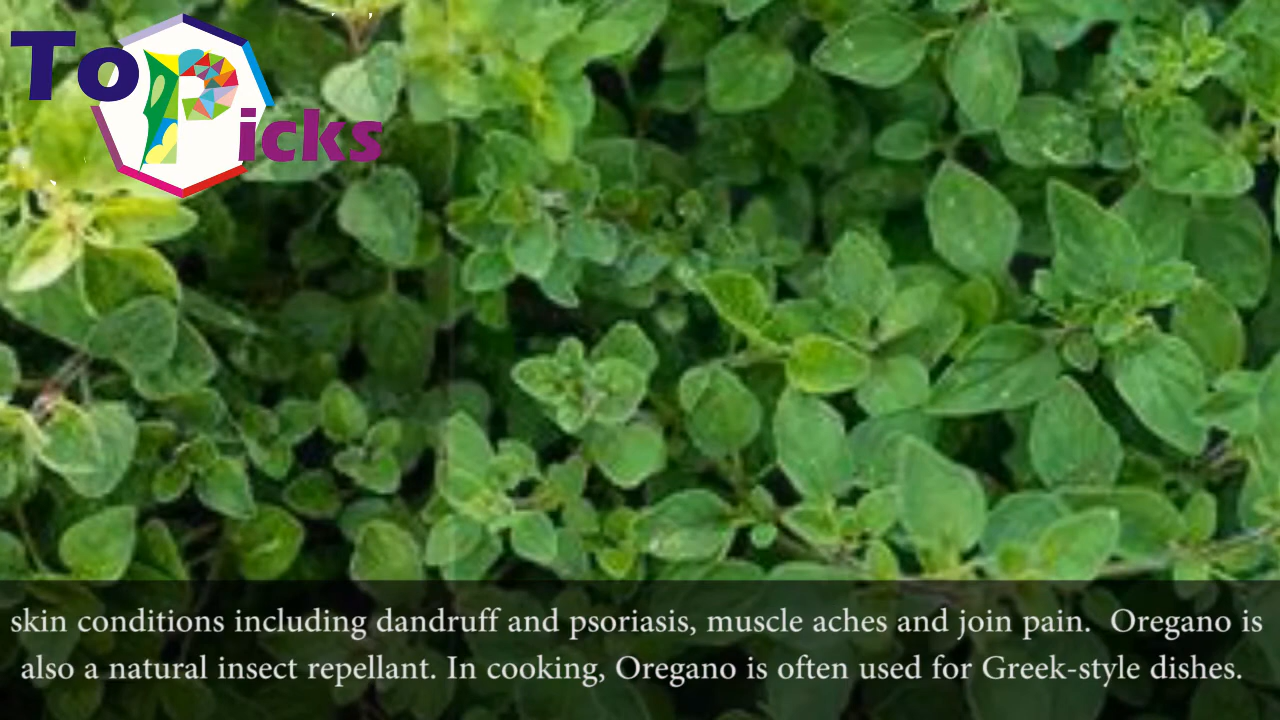 ToPicks
skin conditions including dandruff and psoriasis, muscle aches and join pain.  Oregano is
also a natural insect repellant. In cooking, Oregano is often used for Greek-style dishes.